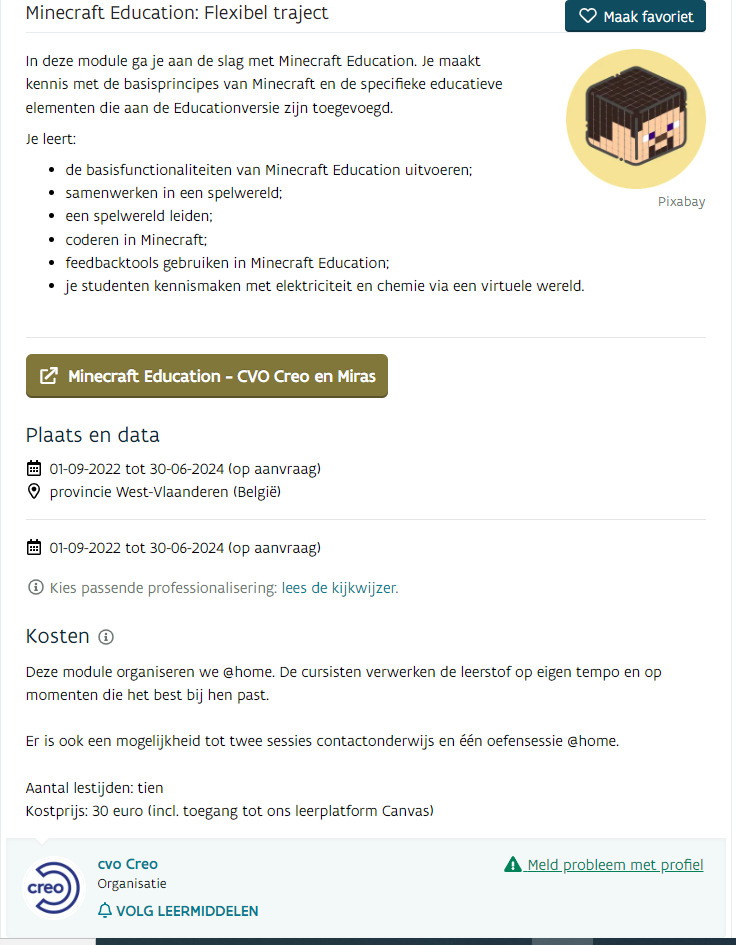 Minecraft Education: Flexibel traject
Maak favoriet
In deze module ga je aan de slag met Minecraft Education. Je maakt
kennis met de basisprincipes van Minecraft en de specifieke educatieve
elementen die aan de Educationversie zijn toegevoegd.
Je leert:
• de basisfunctionaliteiten van Minecraft Education uitvoeren;
• samenwerken in een spelwereld;
• een spelwereld leiden;
• coderen in Minecraft;
• feedbacktools gebruiken in Minecraft Education;
• je studenten kennismaken met elektriciteit en chemie via een virtuele wereld.
Pixabay
Minecraft Education - CVO Creo en Miras
Plaats en data
01-09-2022 tot 30-06-2024 (op aanvraag)
provincie West-Vlaanderen (België)
01-09-2022 tot 30-06-2024 (op aanvraag)
Kies passende professionalisering: lees de kijkwijzer.
Kosten
Deze module organiseren we @home. De cursisten verwerken de leerstof op eigen tempo en op
momenten die het best bij hen past.
Er is ook een mogelijkheid tot twee sessies contactonderwijs en één oefensessie @home.
Aantal lestijden: tien
Kostprijs: 30 euro (incl. toegang tot ons leerplatform Canvas)
creo
cvo Creo
Organisatie
VOLG LEERMIDDELEN
Meld probleem met profiel